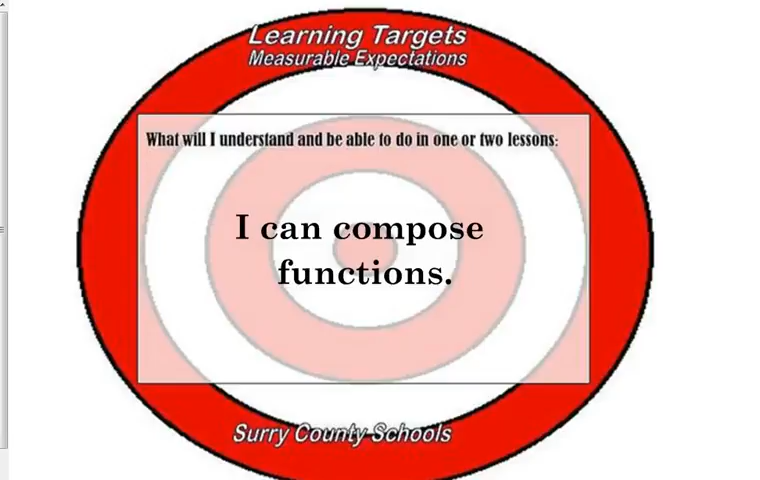 Learning Targets
Measurable Expectations
What will I understand and be able to do in one or two lessons:
I can compose
functions.
Surry County Schools